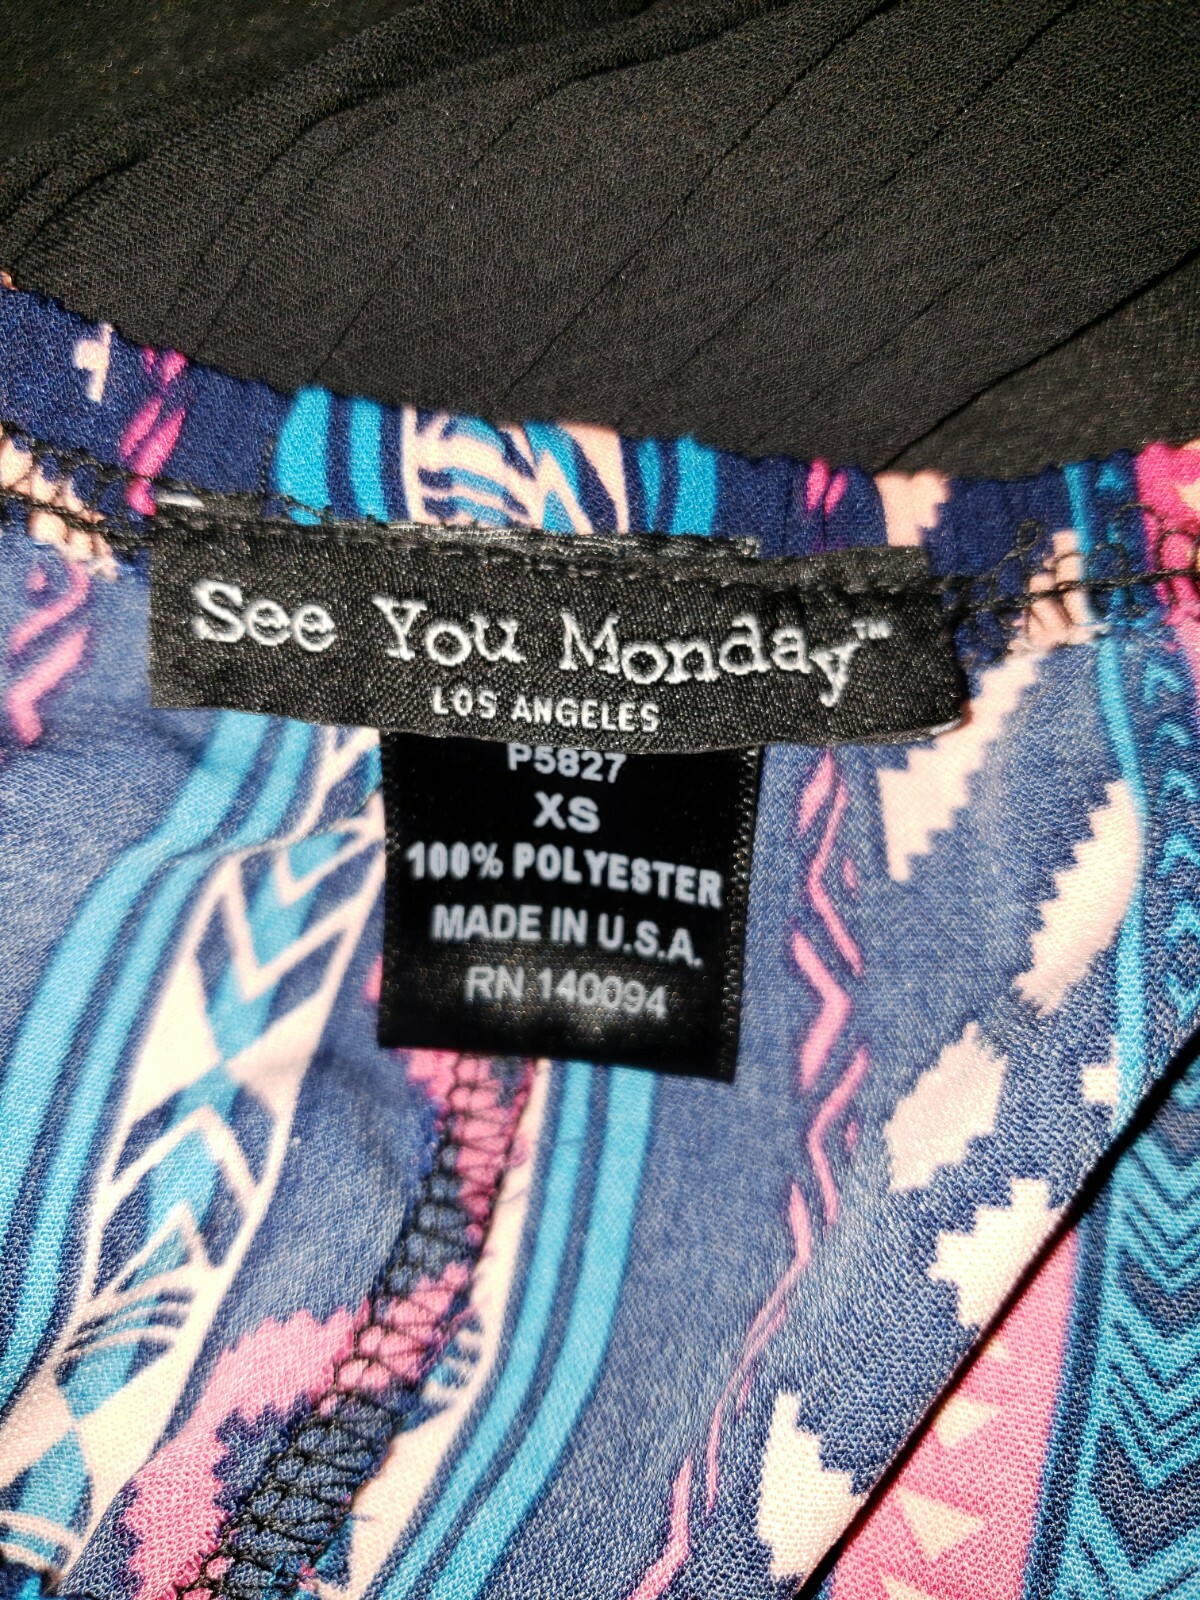 See You Monday™
LOS ANGELES
P5827
XS
100% POLYESTER
MADE IN U.S.A.
RN 140094